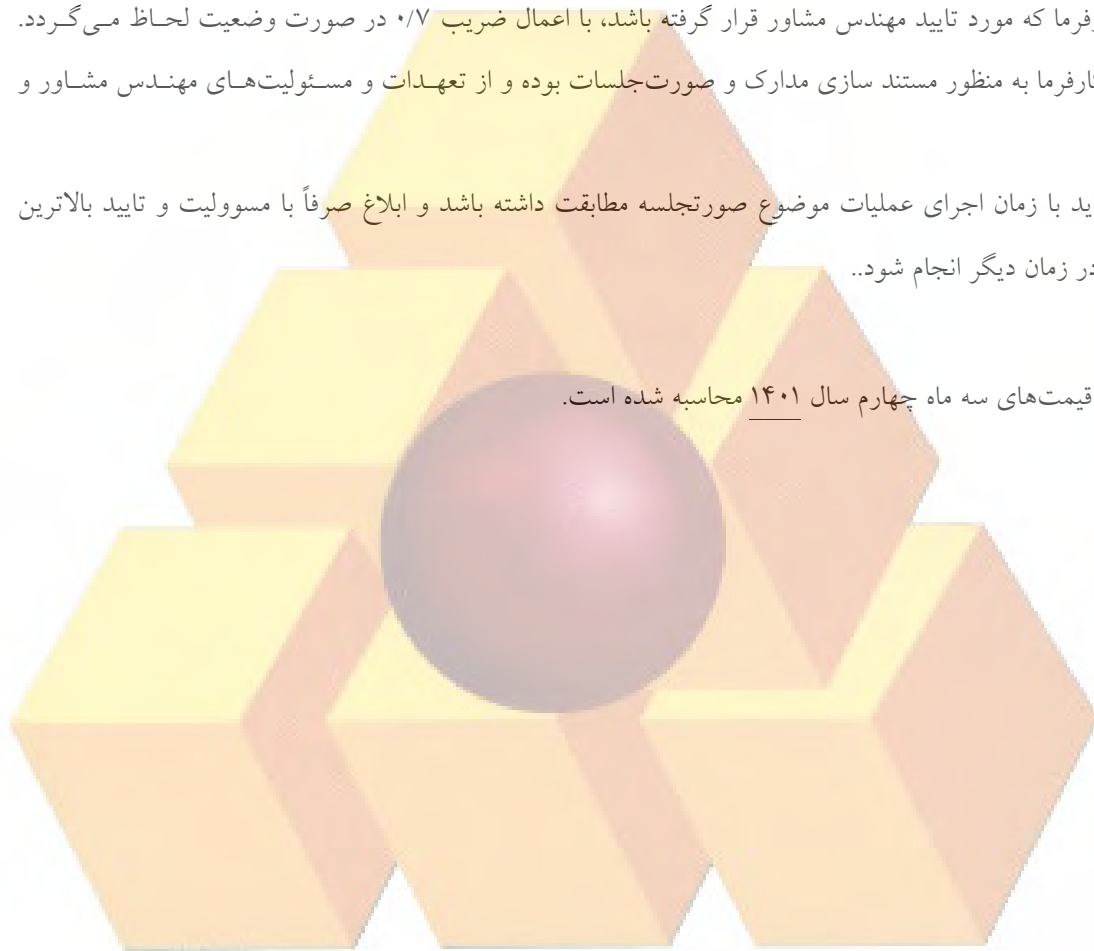 وفرما که مورد تایید مهندس مشاور قرار گرفته باشد، با اعمال ضریب ۰/۷ در صورت وضعیت لحاظ می‌گردد.
کارفرما به منظور مستند سازی مدارک و صورت‌جلسات بوده و از تعهدات و مسئولیت‌های مهندس مشاور و
ید با زمان اجرای عملیات موضوع صورتجلسه مطابقت داشته باشد و ابلاغ صرفاً با مسوولیت و تایید بالاترین
در زمان دیگر انجام شود..
قیمت‌های سه ماه چهارم سال ۱۴۰۱ محاسبه شده است.